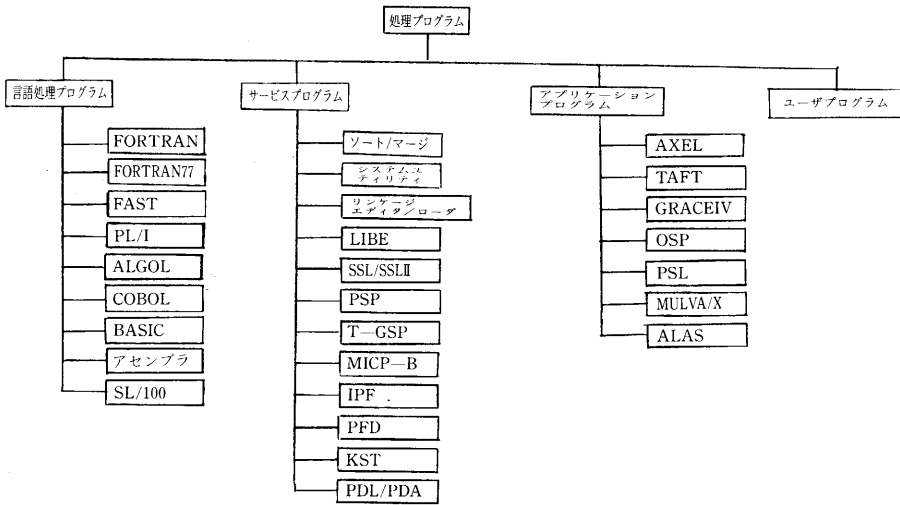 処理プログラム
言語処理プログラム
FORTRAN
FORTRAN77
FAST
PL/I
ALGOL
COBOL
BASIC
アセンブラ
SL/100
サービスプログラム
ソート/マージ
システムユ
ティリティ
リンケージ
エディタ/ローダ
LIBE
SSL/SSLⅡ
PSP
T—GSP
MICP—B
IPF
PFD
KST
PDL/PDA
アプリケーション
プログラム
AXEL
TAFT
GRACEIV
OSP
PSL
MULVA/X
ALAS
ユーザプログラム